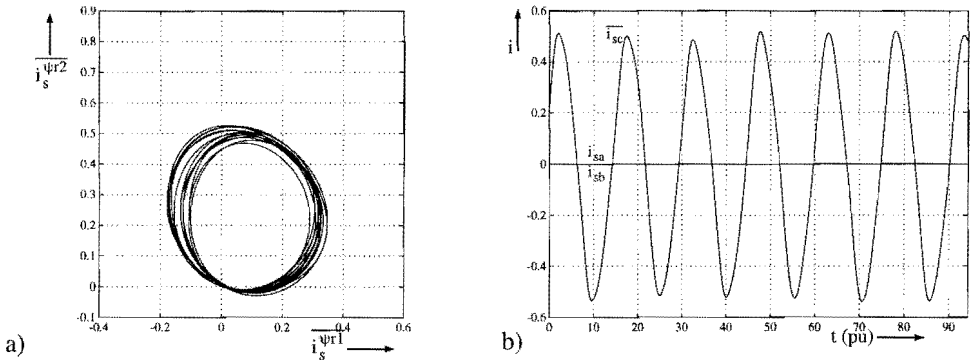 0.9
0.8
0.7
0.6
0.5
0.4
0.3
0.2
0.1
0
-0.1
i_s^ψr2
-0.4 -0.2 0 0.2 0.4 0.6
i_s^ψr1
a)
0.6
0.4
0.2
0
-0.2
-0.4
-0.6
i
i_sc
i_sa
i_sb
0 10 20 30 40 50 60 70 80 90
t (pu)
b)